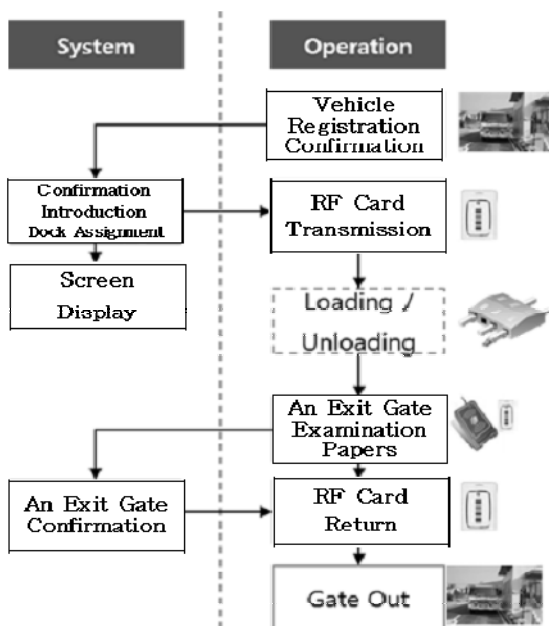 System
Operation
Vehicle
Registration
Confirmation
Confirmation
Introduction
Dock Assignment
RF Card
Transmission
Screen
Display
Loading /
Unloading
An Exit Gate
Examination
Papers
An Exit Gate
Confirmation
RF Card
Return
Gate Out